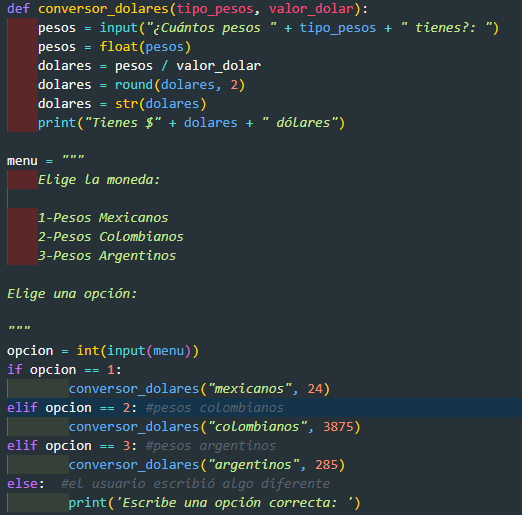 def conversor_dolares(tipo_pesos, valor_dolar):
    pesos = input("¿Cuántos pesos " + tipo_pesos + " tienes?: ")
    pesos = float(pesos)
    dolares = pesos / valor_dolar
    dolares = round(dolares, 2)
    dolares = str(dolares)
    print("Tienes $" + dolares + " dólares")

menu = """
    Elige la moneda:

    1-Pesos Mexicanos
    2-Pesos Colombianos
    3-Pesos Argentinos

Elige una opción:

"""
opcion = int(input(menu))
if opcion == 1:
        conversor_dolares("mexicanos", 24)
elif opcion == 2: #pesos colombianos
        conversor_dolares("colombianos", 3875)
elif opcion == 3: #pesos argentinos
        conversor_dolares("argentinos", 285)
else:  #el usuario escribió algo diferente
        print('Escribe una opción correcta: ')